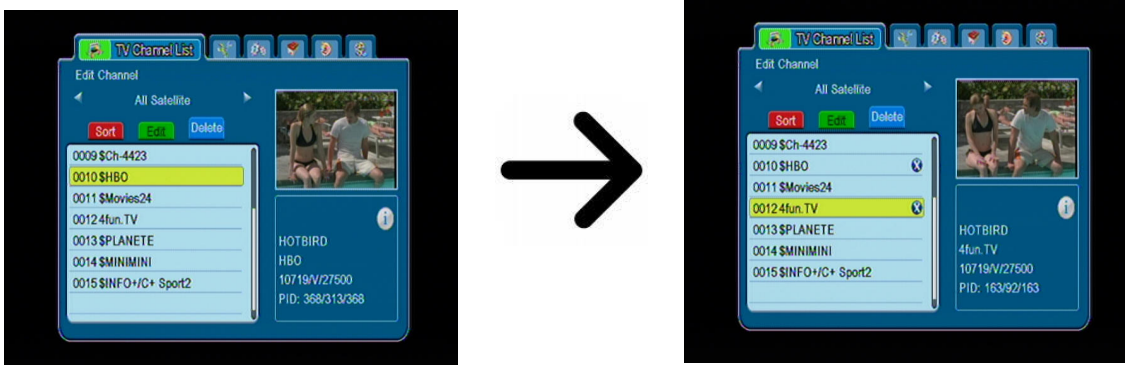 TV Channel List
Edit Channel
All Satellite
Sort Edit Delete
0009 $Ch-4423
0010 $HBO
0011 $Movies24
0012 4fun.TV
0013 $PLANETE
0014 $MINIMINI
0015 $INFO+/C+ Sport2
i
HOTBIRD
HBO
10719/V/27500
PID: 368/313/368
TV Channel List
Edit Channel
All Satellite
Sort Edit Delete
0009 $Ch-4423
0010 $HBO X
0011 $Movies24
0012 4fun.TV X
0013 $PLANETE
0014 $MINIMINI
0015 $INFO+/C+ Sport2
i
HOTBIRD
4fun.TV
10719/V/27500
PID: 163/92/163